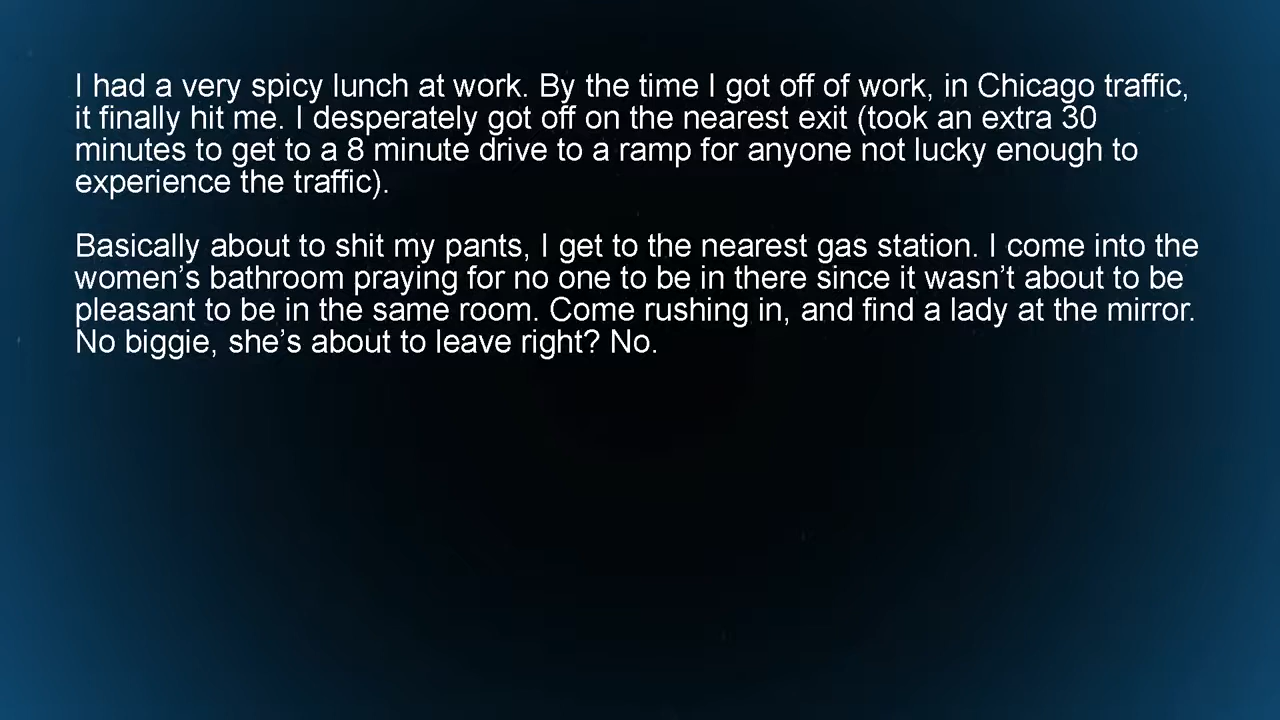 I had a very spicy lunch at work. By the time I got off of work, in Chicago traffic,
it finally hit me. I desperately got off on the nearest exit (took an extra 30
minutes to get to a 8 minute drive to a ramp for anyone not lucky enough to
experience the traffic).
Basically about to shit my pants, I get to the nearest gas station. I come into the
women’s bathroom praying for no one to be in there since it wasn’t about to be
pleasant to be in the same room. Come rushing in, and find a lady at the mirror.
No biggie, she’s about to leave right? No.